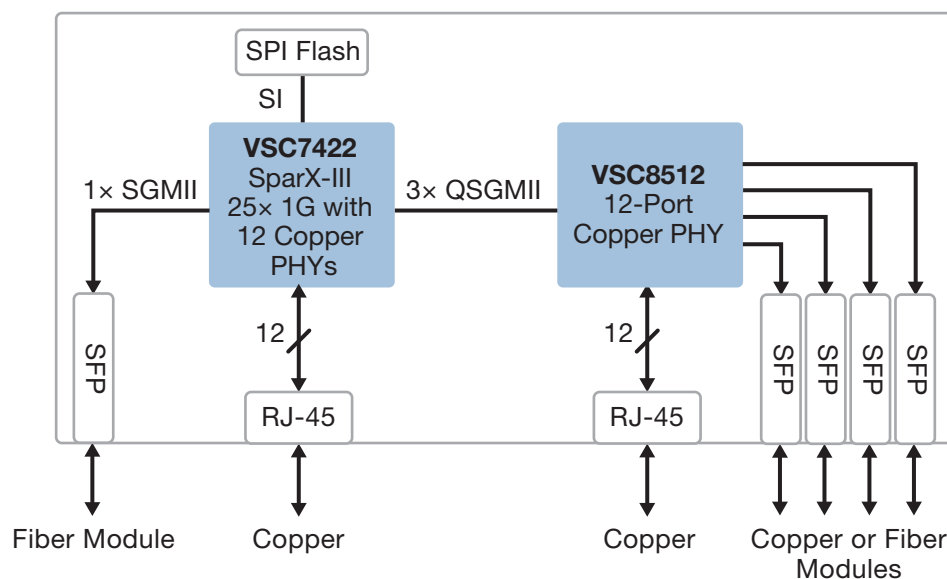 SPI Flash
SI
VSC7422
SparX-III
25× 1G with
12 Copper
PHYs
1× SGMII
3× QSGMII
VSC8512
12-Port
Copper PHY
SFP
12
12
SFP
SFP
SFP
SFP
RJ-45
RJ-45
Fiber Module
Copper
Copper
Copper or Fiber
Modules